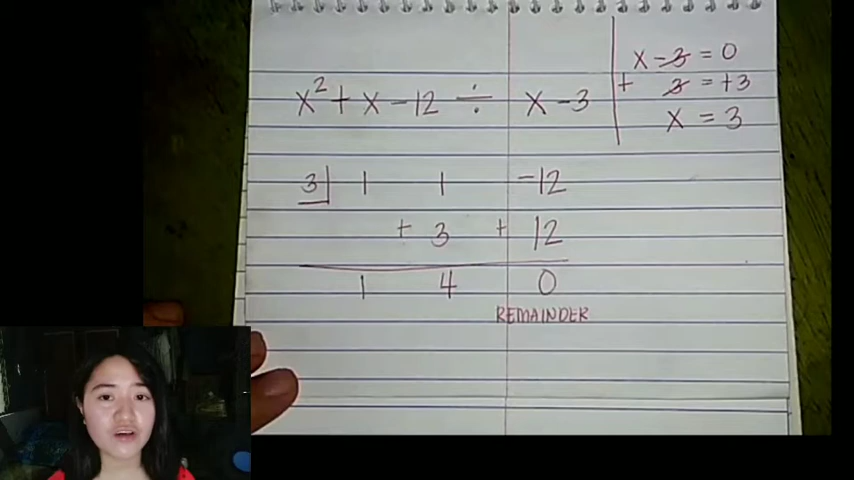 x² + x - 12 ÷ x - 3
x - 3 = 0
+ 3 = +3
x = 3
3 1 1 -12
+ 3 + 12
1 4 0
REMAINDER